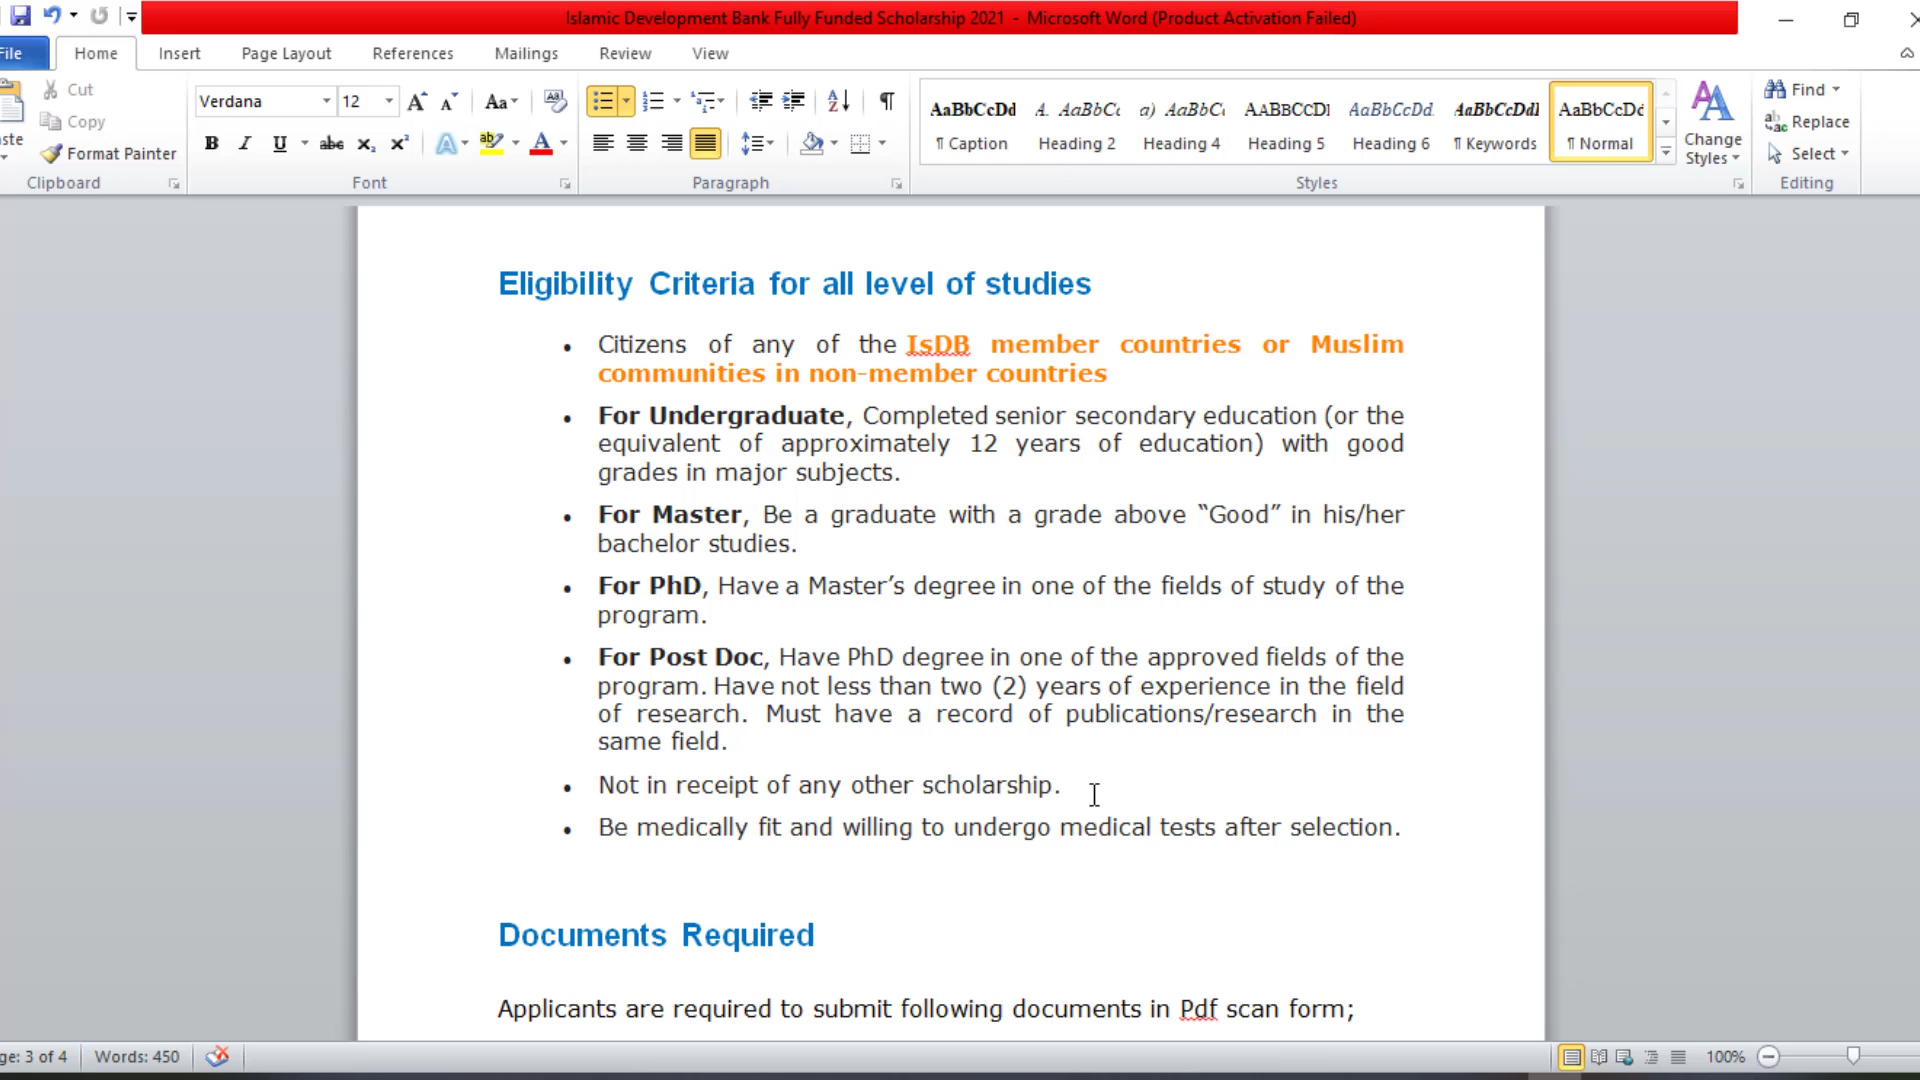 Islamic Development Bank Fully Funded Scholarship 2021 - Microsoft Word (Product Activation Failed)
File Home Insert Page Layout References Mailings Review View
Cut
Copy
Format Painter
Clipboard
Verdana 12
Font
Paragraph
AaBbCcDd A. AaBbCc a) AaBbCc AABBCCDI AaBbCcDd. AaBbCcDdI AaBbCcDd
¶ Caption Heading 2 Heading 4 Heading 5 Heading 6 ¶ Keywords ¶ Normal
Styles
Change
Styles
Find
Replace
Select
Editing
Eligibility Criteria for all level of studies
• Citizens of any of the IsDB member countries or Muslim
communities in non-member countries
• For Undergraduate, Completed senior secondary education (or the
equivalent of approximately 12 years of education) with good
grades in major subjects.
• For Master, Be a graduate with a grade above “Good” in his/her
bachelor studies.
• For PhD, Have a Master’s degree in one of the fields of study of the
program.
• For Post Doc, Have PhD degree in one of the approved fields of the
program. Have not less than two (2) years of experience in the field
of research. Must have a record of publications/research in the
same field.
• Not in receipt of any other scholarship.
• Be medically fit and willing to undergo medical tests after selection.
Documents Required
Applicants are required to submit following documents in Pdf scan form;
ge: 3 of 4 Words: 450 100%